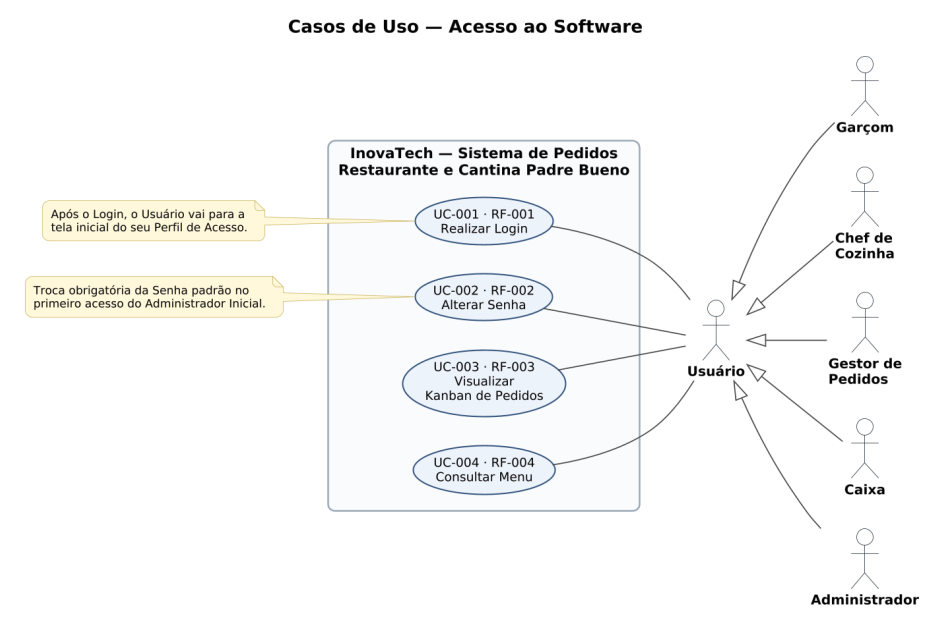 Casos de Uso — Acesso ao Software
Garçom
InovaTech — Sistema de Pedidos
Restaurante e Cantina Padre Bueno
Após o Login, o Usuário vai para a
tela inicial do seu Perfil de Acesso.
UC-001 · RF-001
Realizar Login
Chef de
Cozinha
Troca obrigatória da Senha padrão no
primeiro acesso do Administrador Inicial.
UC-002 · RF-002
Alterar Senha
Usuário
Gestor de
Pedidos
UC-003 · RF-003
Visualizar
Kanban de Pedidos
UC-004 · RF-004
Consultar Menu
Caixa
Administrador